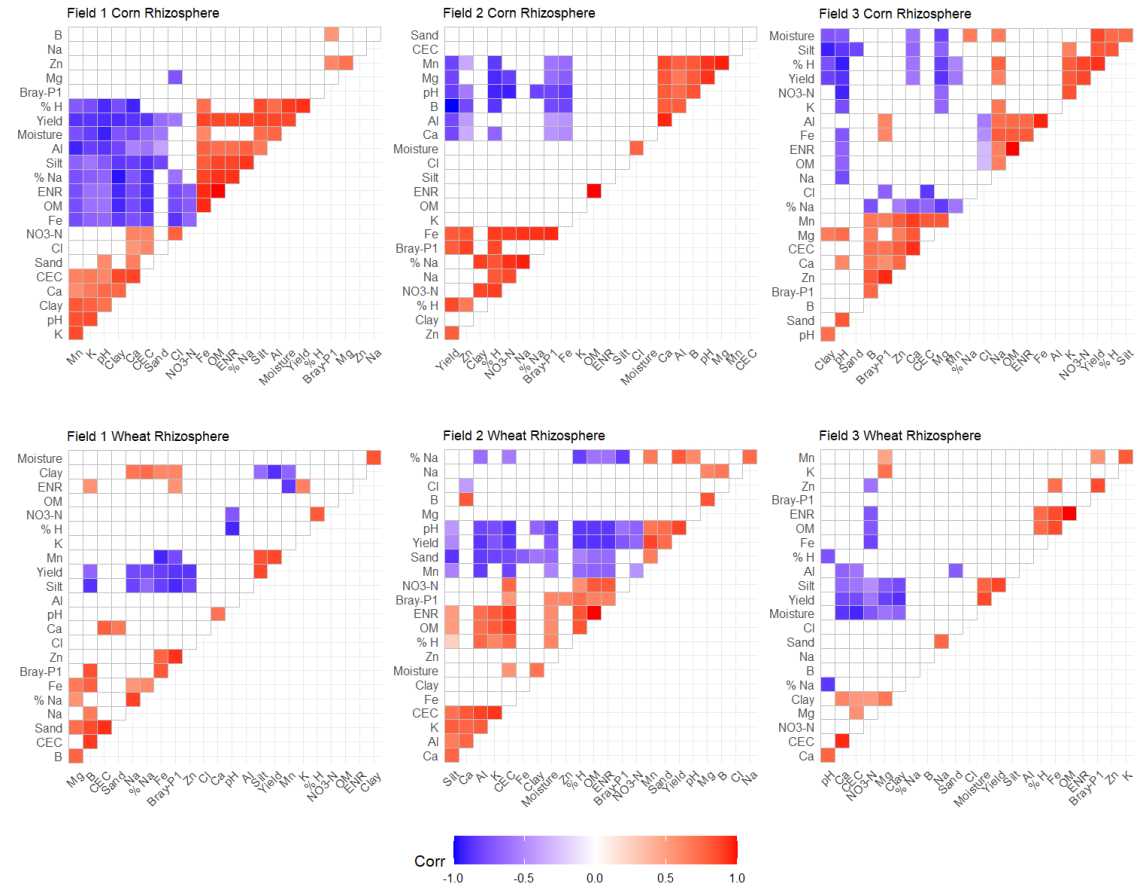 Field 1 Corn Rhizosphere
B
Na
Zn
Mg
Bray-P1
% H
Yield
Moisture
Al
Silt
% Na
ENR
OM
Fe
NO3-N
Cl
Sand
CEC
Ca
Clay
pH
K
Mn
K
pH
Clay
Ca
CEC
Sand
Cl
NO3-N
Fe
OM
ENR
% Na
Silt
Al
Moisture
Yield
% H
Bray-P1
Mg
Zn
Na
Field 2 Corn Rhizosphere
Sand
CEC
Mn
Mg
pH
B
Al
Ca
Moisture
Cl
Silt
ENR
OM
K
Fe
Bray-P1
% Na
Na
NO3-N
% H
Clay
Zn
Yield
Zn
Clay
% H
NO3-N
Na
% Na
Bray-P1
Fe
K
OM
ENR
Silt
Cl
Moisture
Ca
Al
B
pH
Mg
Mn
CEC
Field 3 Corn Rhizosphere
Moisture
Silt
% H
Yield
NO3-N
K
Al
Fe
ENR
OM
Na
Cl
% Na
Mn
Mg
CEC
Ca
Zn
Bray-P1
B
Sand
pH
Clay
pH
Sand
B
Bray-P1
Zn
Ca
CEC
Mg
Mn
% Na
Cl
Na
OM
ENR
Fe
Al
K
NO3-N
Yield
% H
Silt
Field 1 Wheat Rhizosphere
Moisture
Clay
ENR
OM
NO3-N
% H
K
Mn
Yield
Silt
Al
pH
Ca
Cl
Zn
Bray-P1
Fe
% Na
Na
Sand
CEC
B
Mg
B
CEC
Sand
Na
% Na
Fe
Bray-P1
Zn
Cl
Ca
pH
Al
Silt
Yield
Mn
K
% H
NO3-N
OM
ENR
Clay
Field 2 Wheat Rhizosphere
% Na
Na
Cl
B
Mg
pH
Yield
Sand
Mn
NO3-N
Bray-P1
ENR
OM
% H
Zn
Moisture
Clay
Fe
CEC
K
Al
Ca
Silt
Ca
Al
K
CEC
Fe
Clay
Moisture
Zn
% H
OM
ENR
Bray-P1
NO3-N
Mn
Sand
Yield
pH
Mg
B
Cl
Na
Field 3 Wheat Rhizosphere
Mn
K
Zn
Bray-P1
ENR
OM
Fe
% H
Al
Silt
Yield
Moisture
Cl
Sand
Na
B
% Na
Clay
Mg
NO3-N
CEC
Ca
pH
Ca
CEC
NO3-N
Mg
Clay
% Na
B
Na
Sand
Cl
Moisture
Yield
Silt
Al
% H
Fe
OM
ENR
Bray-P1
Zn
K
Corr
-1.0 -0.5 0.0 0.5 1.0